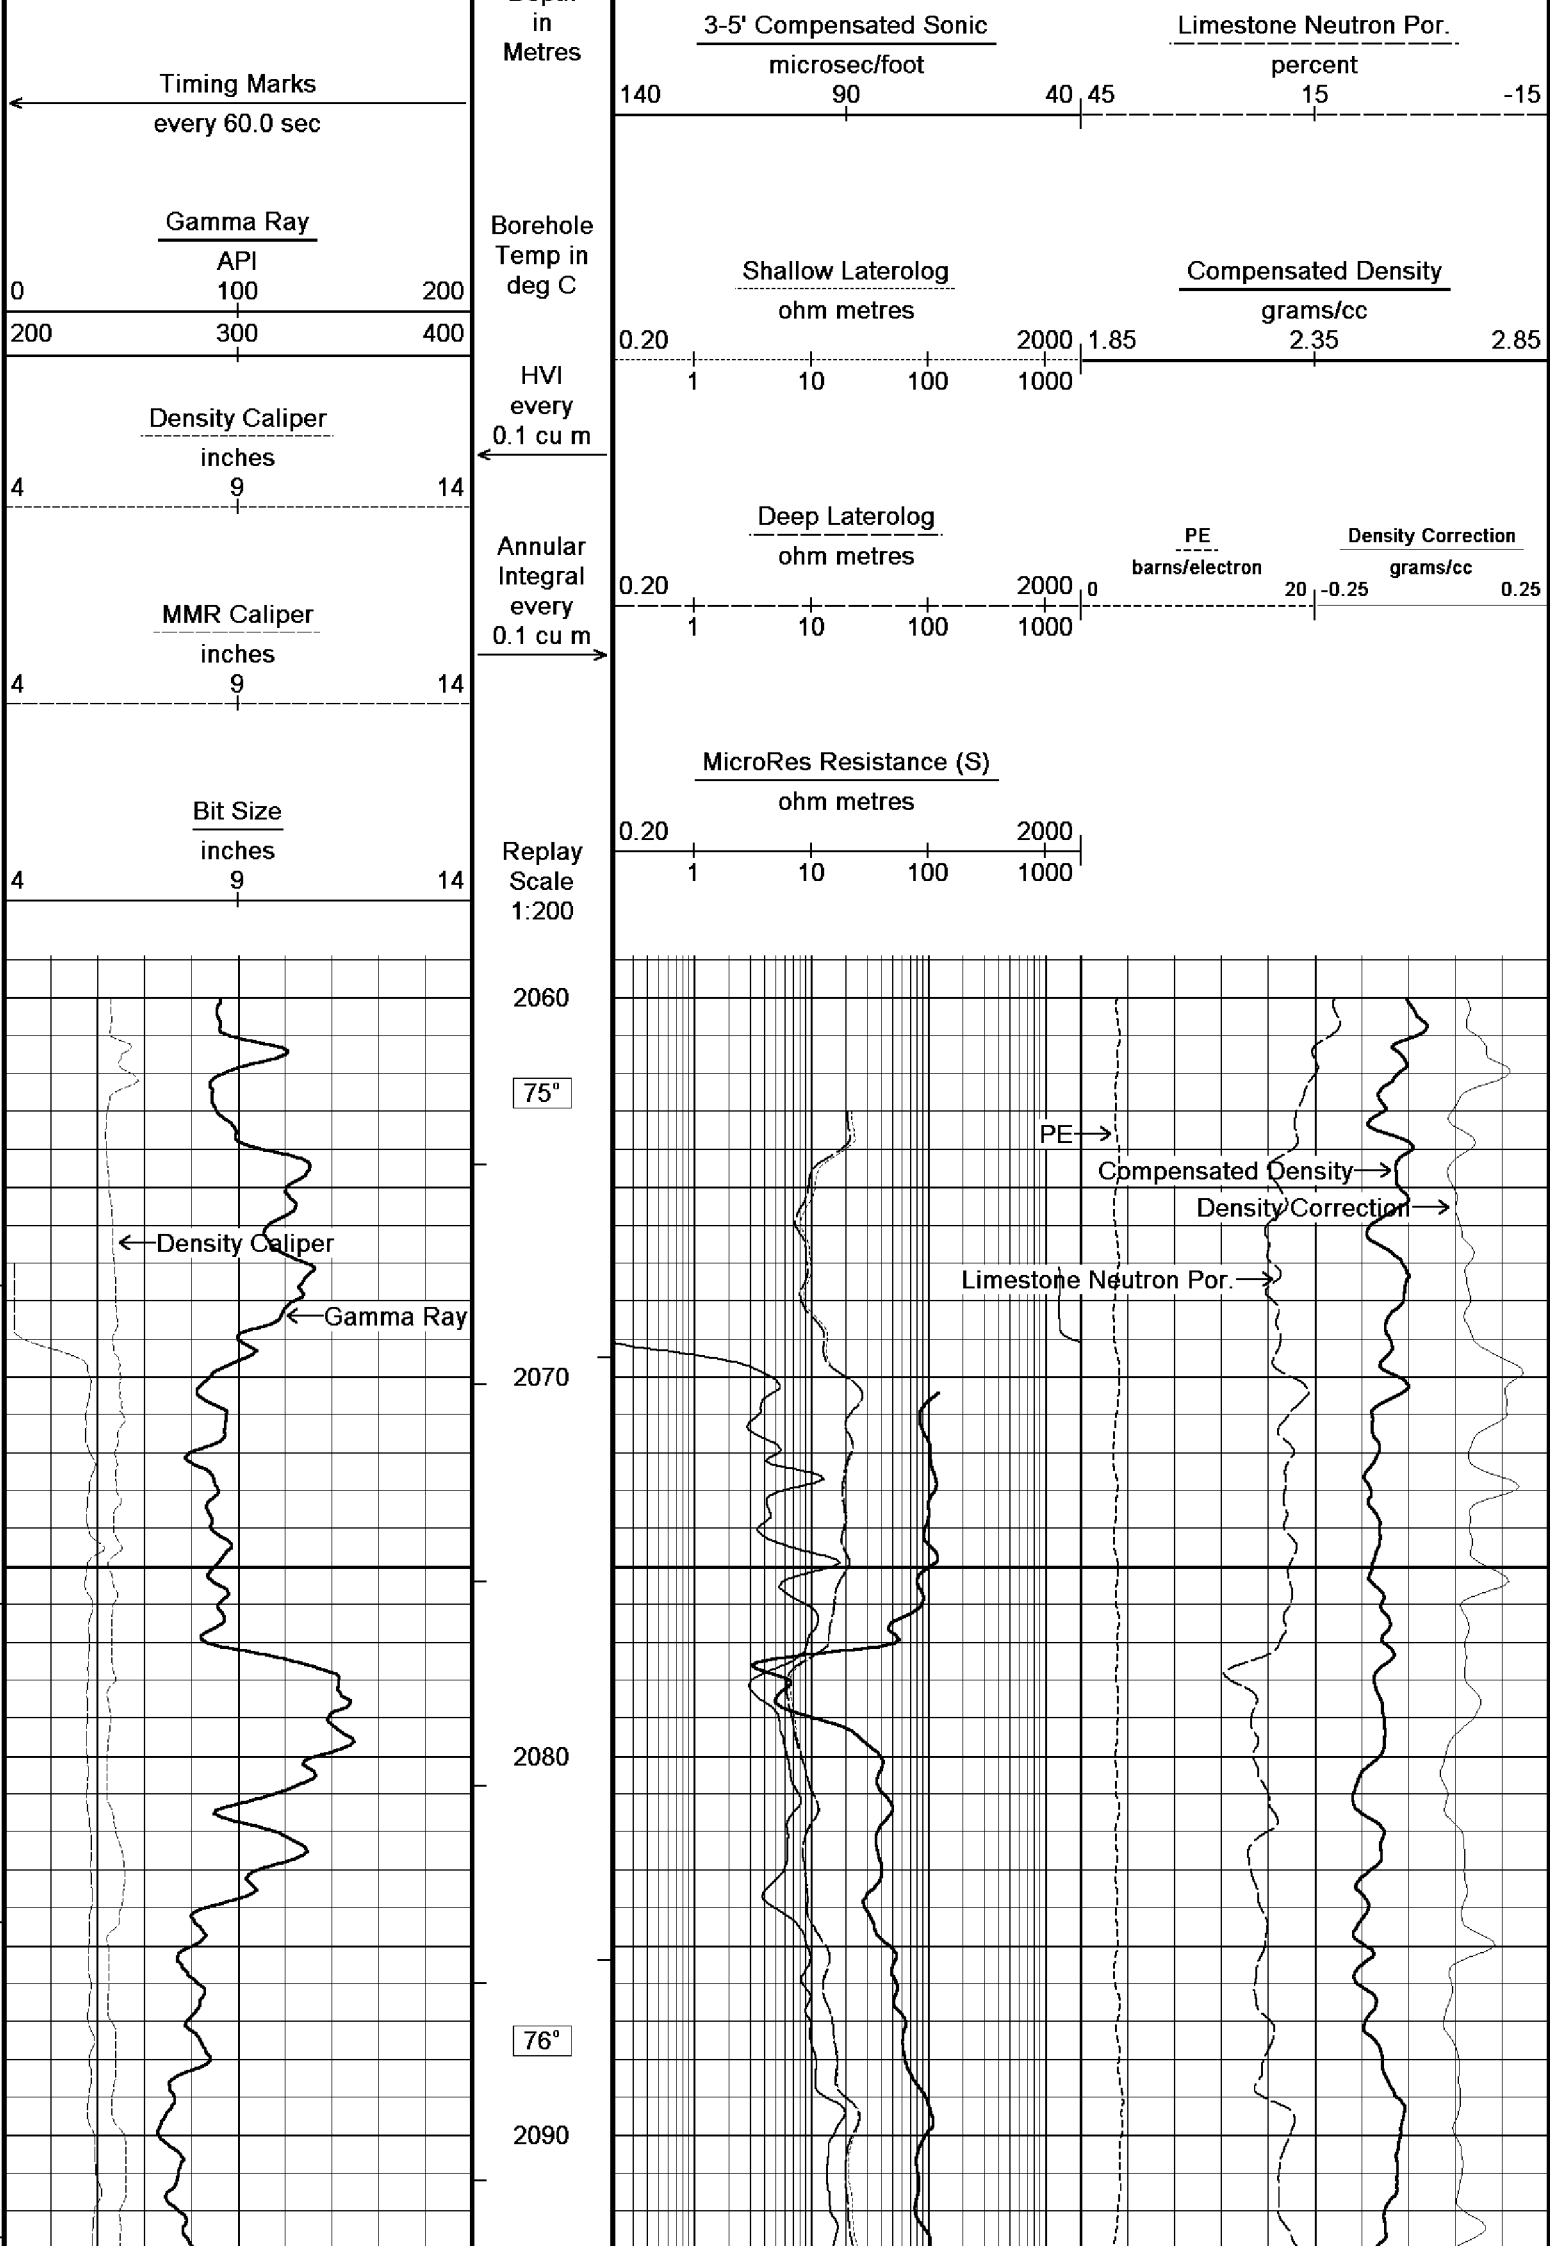 Timing Marks
every 60.0 sec
Gamma Ray
API
0 100 200
200 300 400
Density Caliper
inches
4 9 14
MMR Caliper
inches
4 9 14
Bit Size
inches
4 9 14
in
Metres
Borehole
Temp in
deg C
HVI
every
0.1 cu m
Annular
Integral
every
0.1 cu m
Replay
Scale
1:200
3-5' Compensated Sonic
microsec/foot
140 90 40
Shallow Laterolog
ohm metres
0.20 2000
1 10 100 1000
Deep Laterolog
ohm metres
0.20 2000
1 10 100 1000
MicroRes Resistance (S)
ohm metres
0.20 2000
1 10 100 1000
Limestone Neutron Por.
percent
45 15 -15
Compensated Density
grams/cc
1.85 2.35 2.85
PE
barns/electron
0 20
Density Correction
grams/cc
-0.25 0.25
2060
75°
PE
Compensated Density
Density Correction
Density Caliper
Limestone Neutron Por.
Gamma Ray
2070
2080
76°
2090